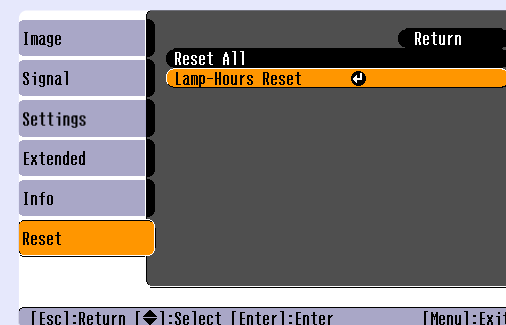 Image
Signal
Settings
Extended
Info
Reset
Return
Reset All
Lamp-Hours Reset
[Esc]:Return [◆]:Select [Enter]:Enter [Menu]:Exit